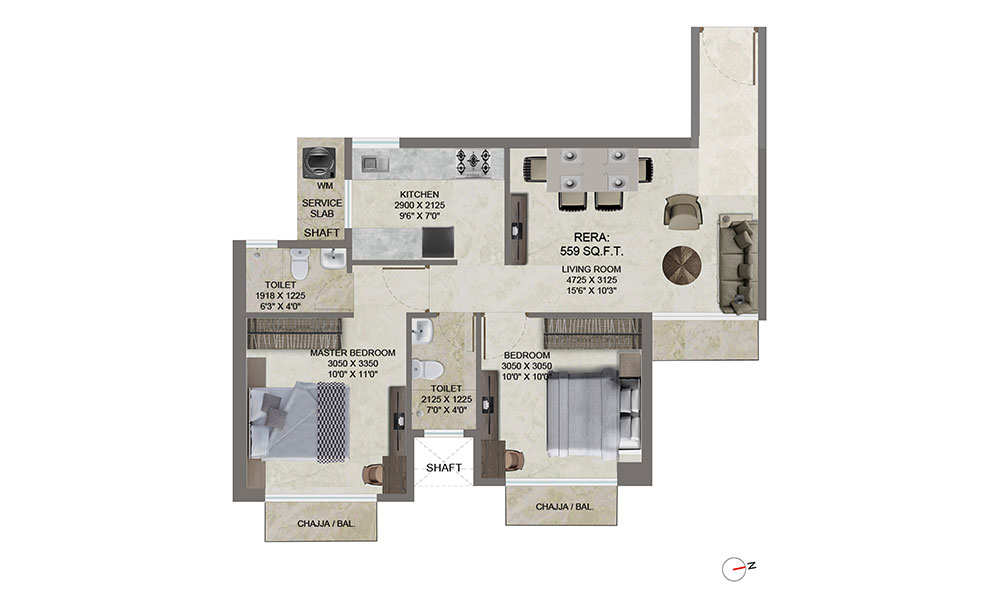 WM
SERVICE
SLAB
SHAFT
KITCHEN
2900 X 2125
9'6" X 7'0"
RERA:
559 SQ.F.T.
LIVING ROOM
4725 X 3125
15'6" X 10'3"
TOILET
1918 X 1225
6'3" X 4'0"
MASTER BEDROOM
3050 X 3350
10'0" X 11'0"
TOILET
2125 X 1225
7'0" X 4'0"
BEDROOM
3050 X 3050
10'0" X 10'0"
SHAFT
CHAJJA / BAL.
CHAJJA / BAL.
N